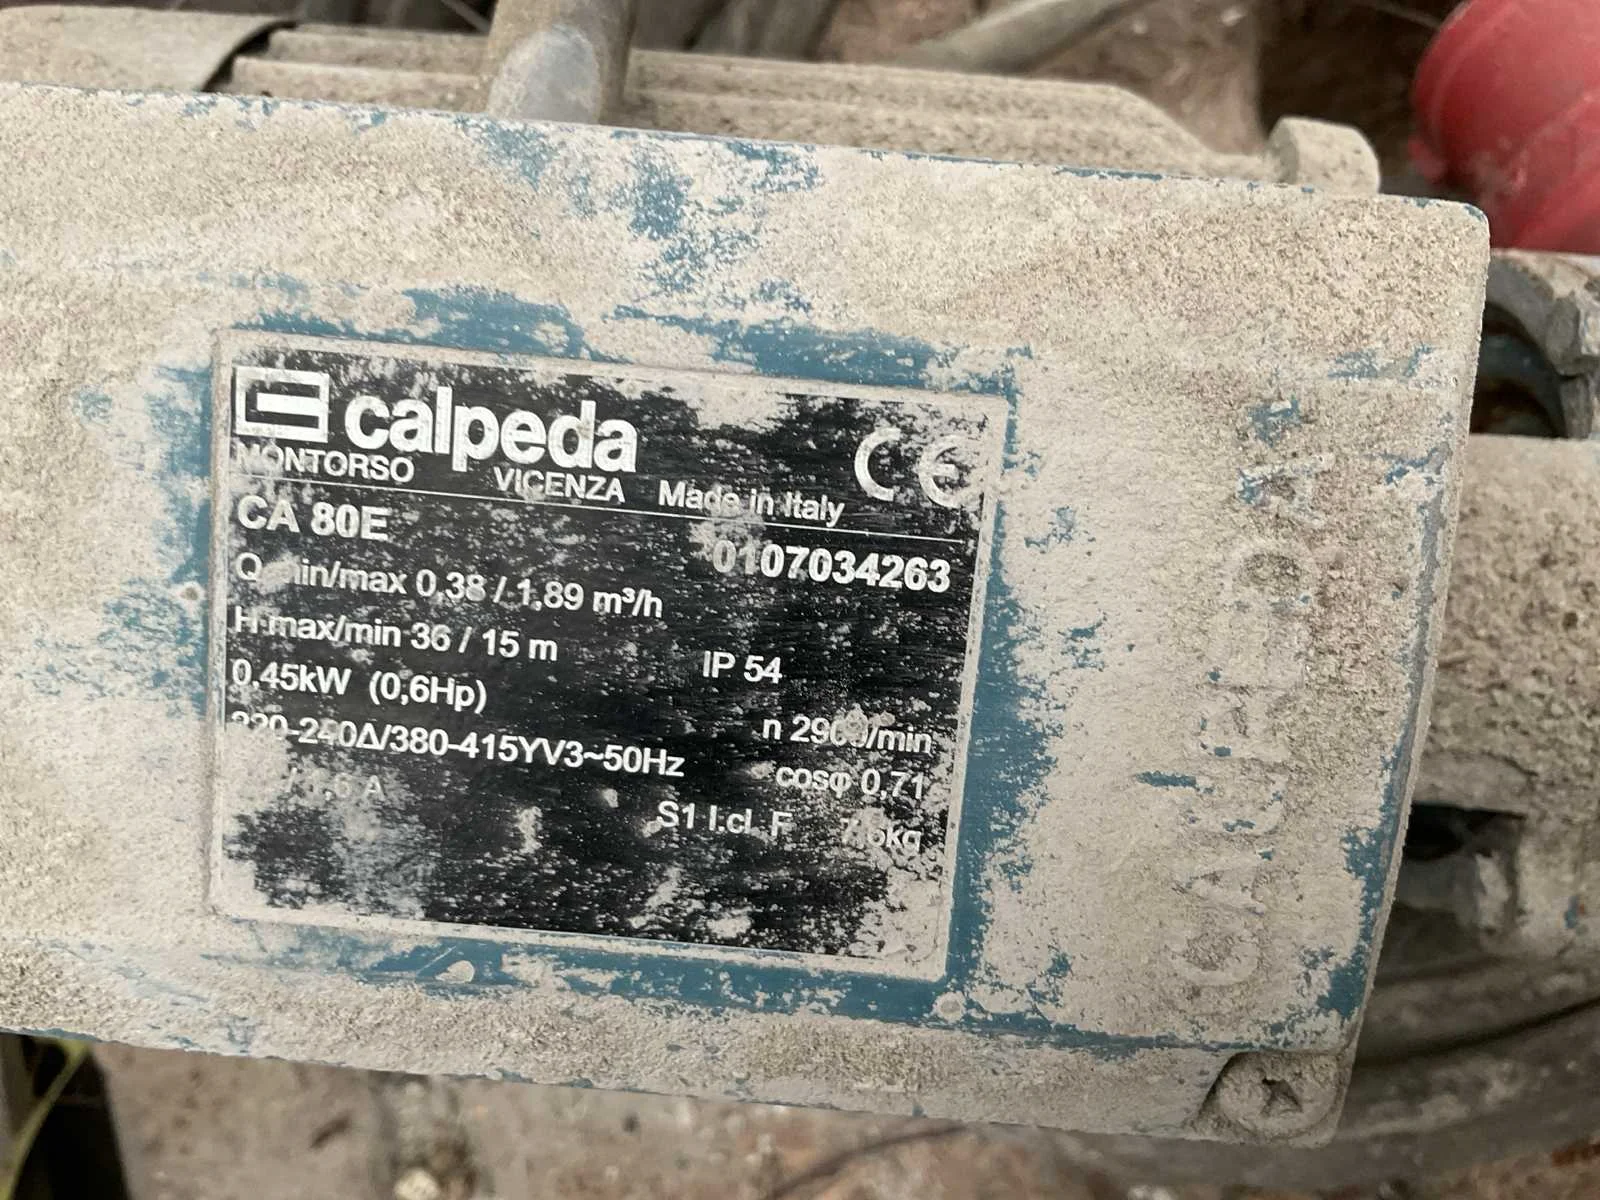 calpeda
MONTORSO VICENZA Made in Italy CE
CA 80E 0107034263
Q min/max 0,38 / 1,89 m³/h
H max/min 36 / 15 m IP 54
0,45kW (0,6Hp) n 2900/min
220-240Δ/380-415YV3~50Hz cosφ 0,71
A S1 I.cl. F
CALPEDA